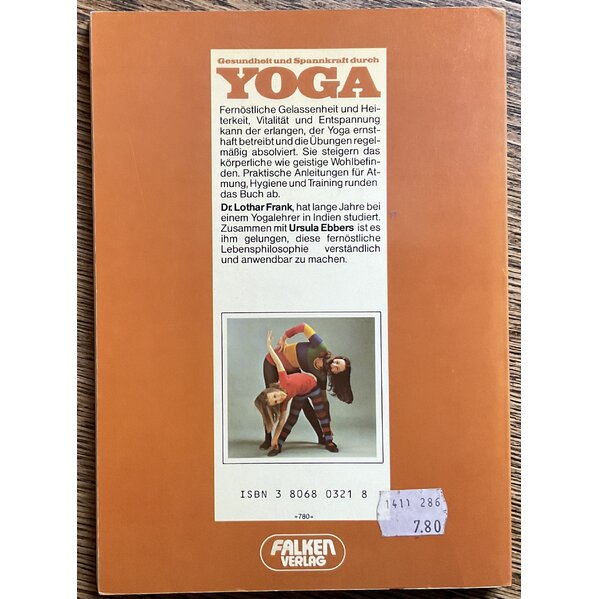 Gesundheit und Spannkraft durch
YOGA
Fernöstliche Gelassenheit und Hei-
terkeit, Vitalität und Entspannung
kann der erlangen, der Yoga ernst-
haft betreibt und die Übungen regel-
mäßig absolviert. Sie steigern das
körperliche wie geistige Wohlbefin-
den. Praktische Anleitungen für At-
mung, Hygiene und Training runden
das Buch ab.
Dr. Lothar Frank, hat lange Jahre bei
einem Yogalehrer in Indien studiert.
Zusammen mit Ursula Ebbers ist es
ihm gelungen, diese fernöstliche
Lebensphilosophie verständlich
und anwendbar zu machen.
ISBN 3 8068 0321 8
»780«
1411 286
7.80
FALKEN
VERLAG